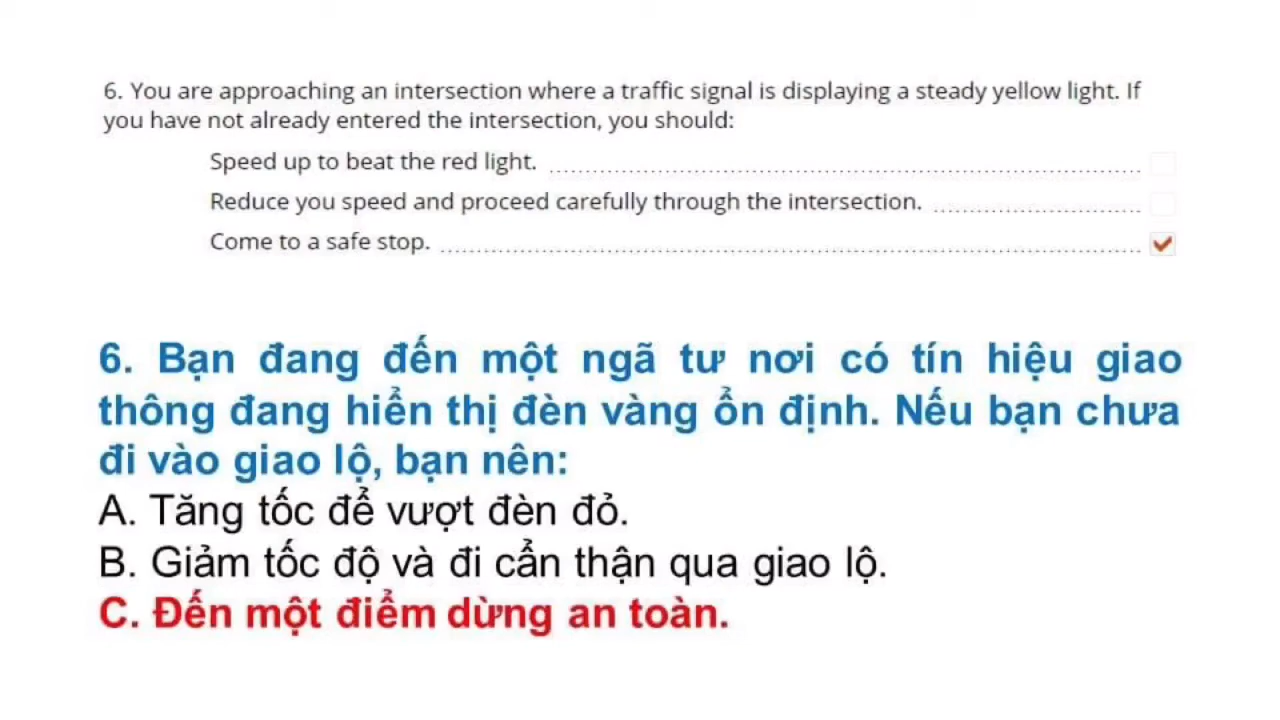 6. You are approaching an intersection where a traffic signal is displaying a steady yellow light. If
you have not already entered the intersection, you should:
Speed up to beat the red light.
Reduce you speed and proceed carefully through the intersection.
Come to a safe stop.
6. Bạn đang đến một ngã tư nơi có tín hiệu giao
thông đang hiển thị đèn vàng ổn định. Nếu bạn chưa
đi vào giao lộ, bạn nên:
A. Tăng tốc để vượt đèn đỏ.
B. Giảm tốc độ và đi cẩn thận qua giao lộ.
C. Đến một điểm dừng an toàn.